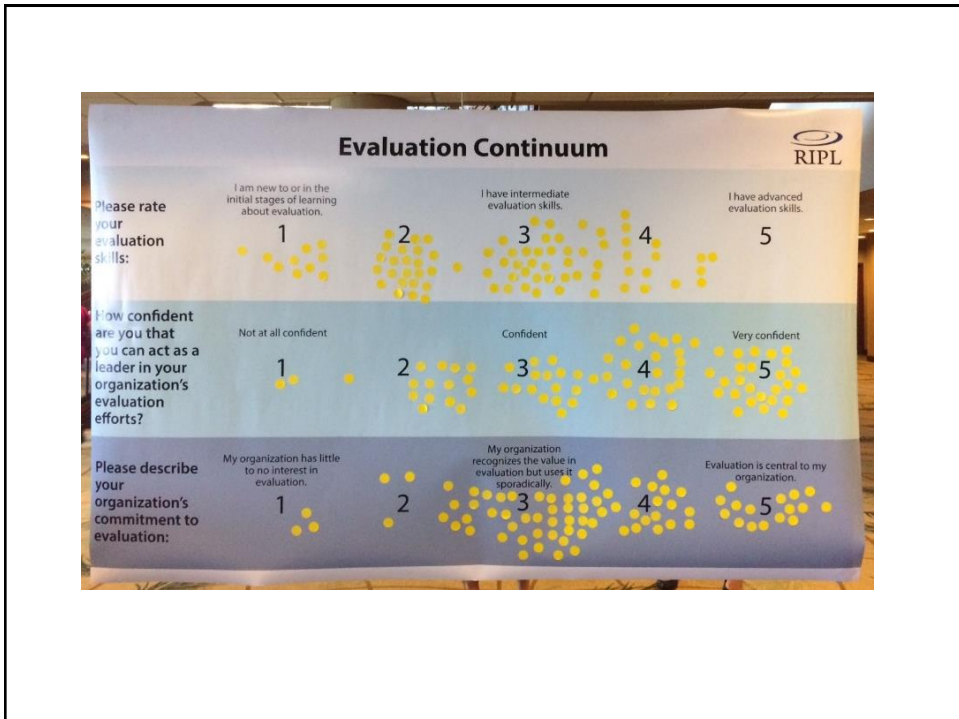 Evaluation Continuum
RIPL
Please rate
your
evaluation
skills:
I am new to or in the
initial stages of learning
about evaluation.
1
2
I have intermediate
evaluation skills.
3
4
I have advanced
evaluation skills.
5
How confident
are you that
you can act as a
leader in your
organization's
evaluation
efforts?
Not at all confident
1
2
Confident
3
4
Very confident
5
Please describe
your
organization's
commitment to
evaluation:
My organization has little
to no interest in
evaluation.
1
2
My organization
recognizes the value in
evaluation but uses it
sporadically.
3
4
Evaluation is central to my
organization.
5